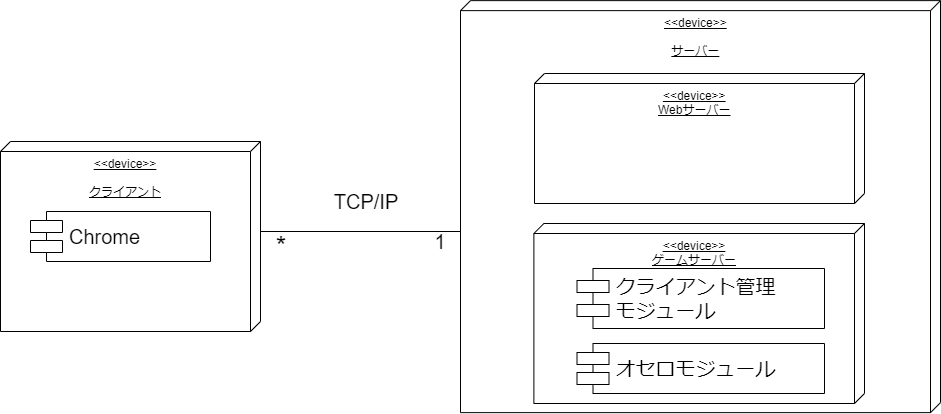 <<device>>
クライアント
Chrome
TCP/IP
*
1
<<device>>
サーバー
<<device>>
Webサーバー
<<device>>
ゲームサーバー
クライアント管理
モジュール
オセロモジュール